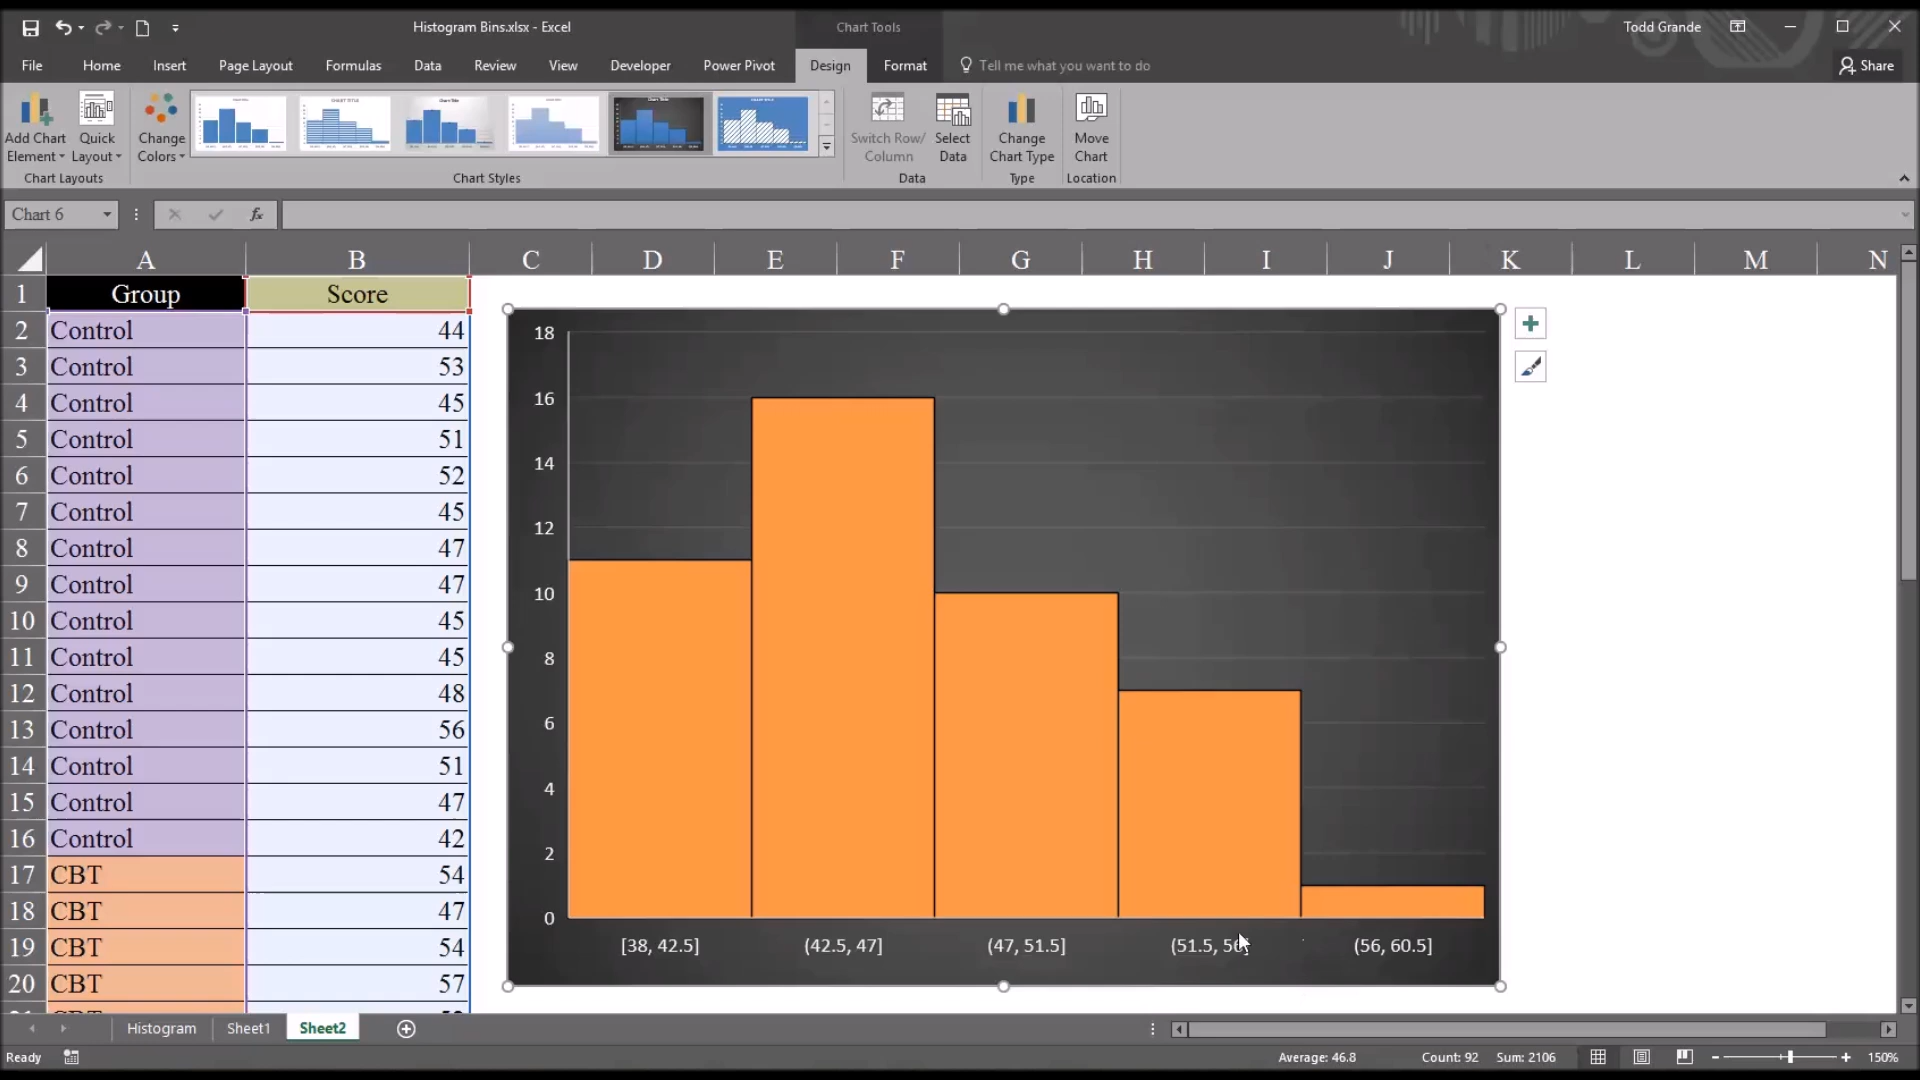 Histogram Bins.xlsx - Excel
Chart Tools
Todd Grande
File Home Insert Page Layout Formulas Data Review View Developer Power Pivot Design Format Tell me what you want to do Share
Add Chart Element
Quick Layout
Change Colors
Switch Row/ Column
Select Data
Change Chart Type
Move Chart
Chart Layouts Chart Styles Data Type Location
Chart 6 fx
A B C D E F G H I J K L M N
1 Group Score
2 Control 44
3 Control 53
4 Control 45
5 Control 51
6 Control 52
7 Control 45
8 Control 47
9 Control 47
10 Control 45
11 Control 45
12 Control 48
13 Control 56
14 Control 51
15 Control 47
16 Control 42
17 CBT 54
18 CBT 47
19 CBT 54
20 CBT 57
18
16
14
12
10
8
6
4
2
0
[38, 42.5] (42.5, 47] (47, 51.5] (51.5, 56] (56, 60.5]
Histogram Sheet1 Sheet2
Ready Average: 46.8 Count: 92 Sum: 2106 150%